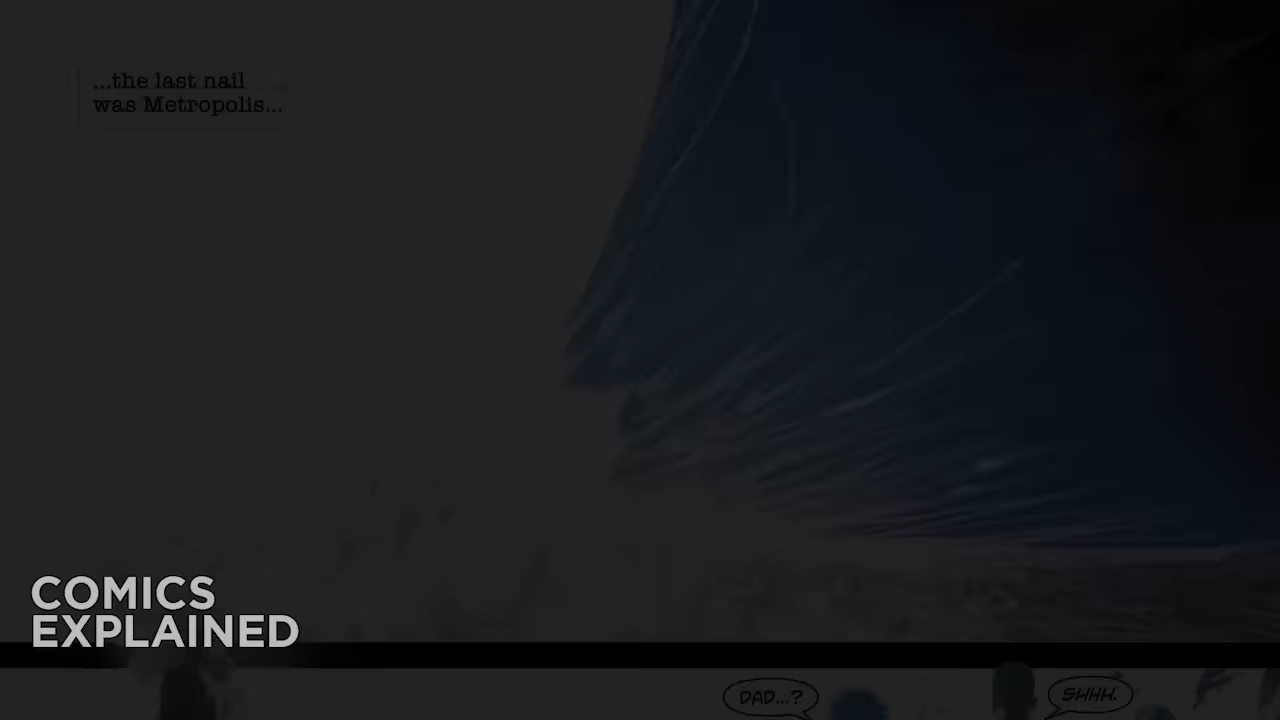 ...the last nail
was Metropolis...
COMICS
EXPLAINED
DAD...?
SHHH.